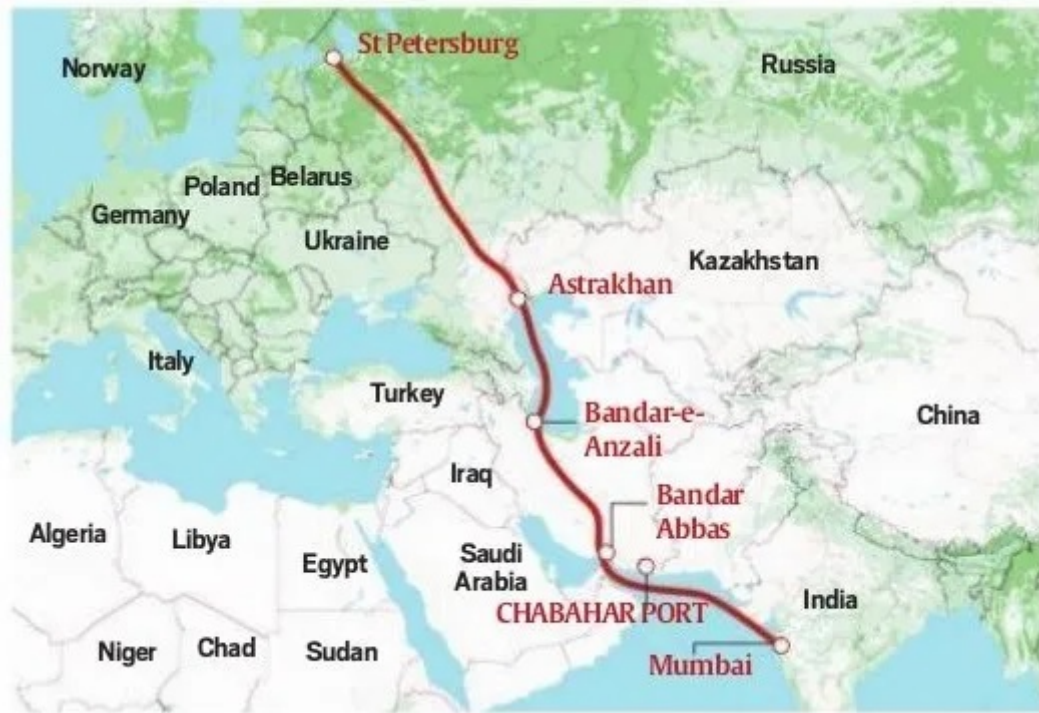 St Petersburg
Norway
Russia
Belarus
Poland
Germany
Ukraine
Kazakhstan
Astrakhan
Italy
Turkey
Bandar-e-
Anzali
China
Iraq
Bandar
Abbas
Algeria
Libya
Egypt
Saudi
Arabia
CHABAHAR PORT
India
Niger
Chad
Sudan
Mumbai